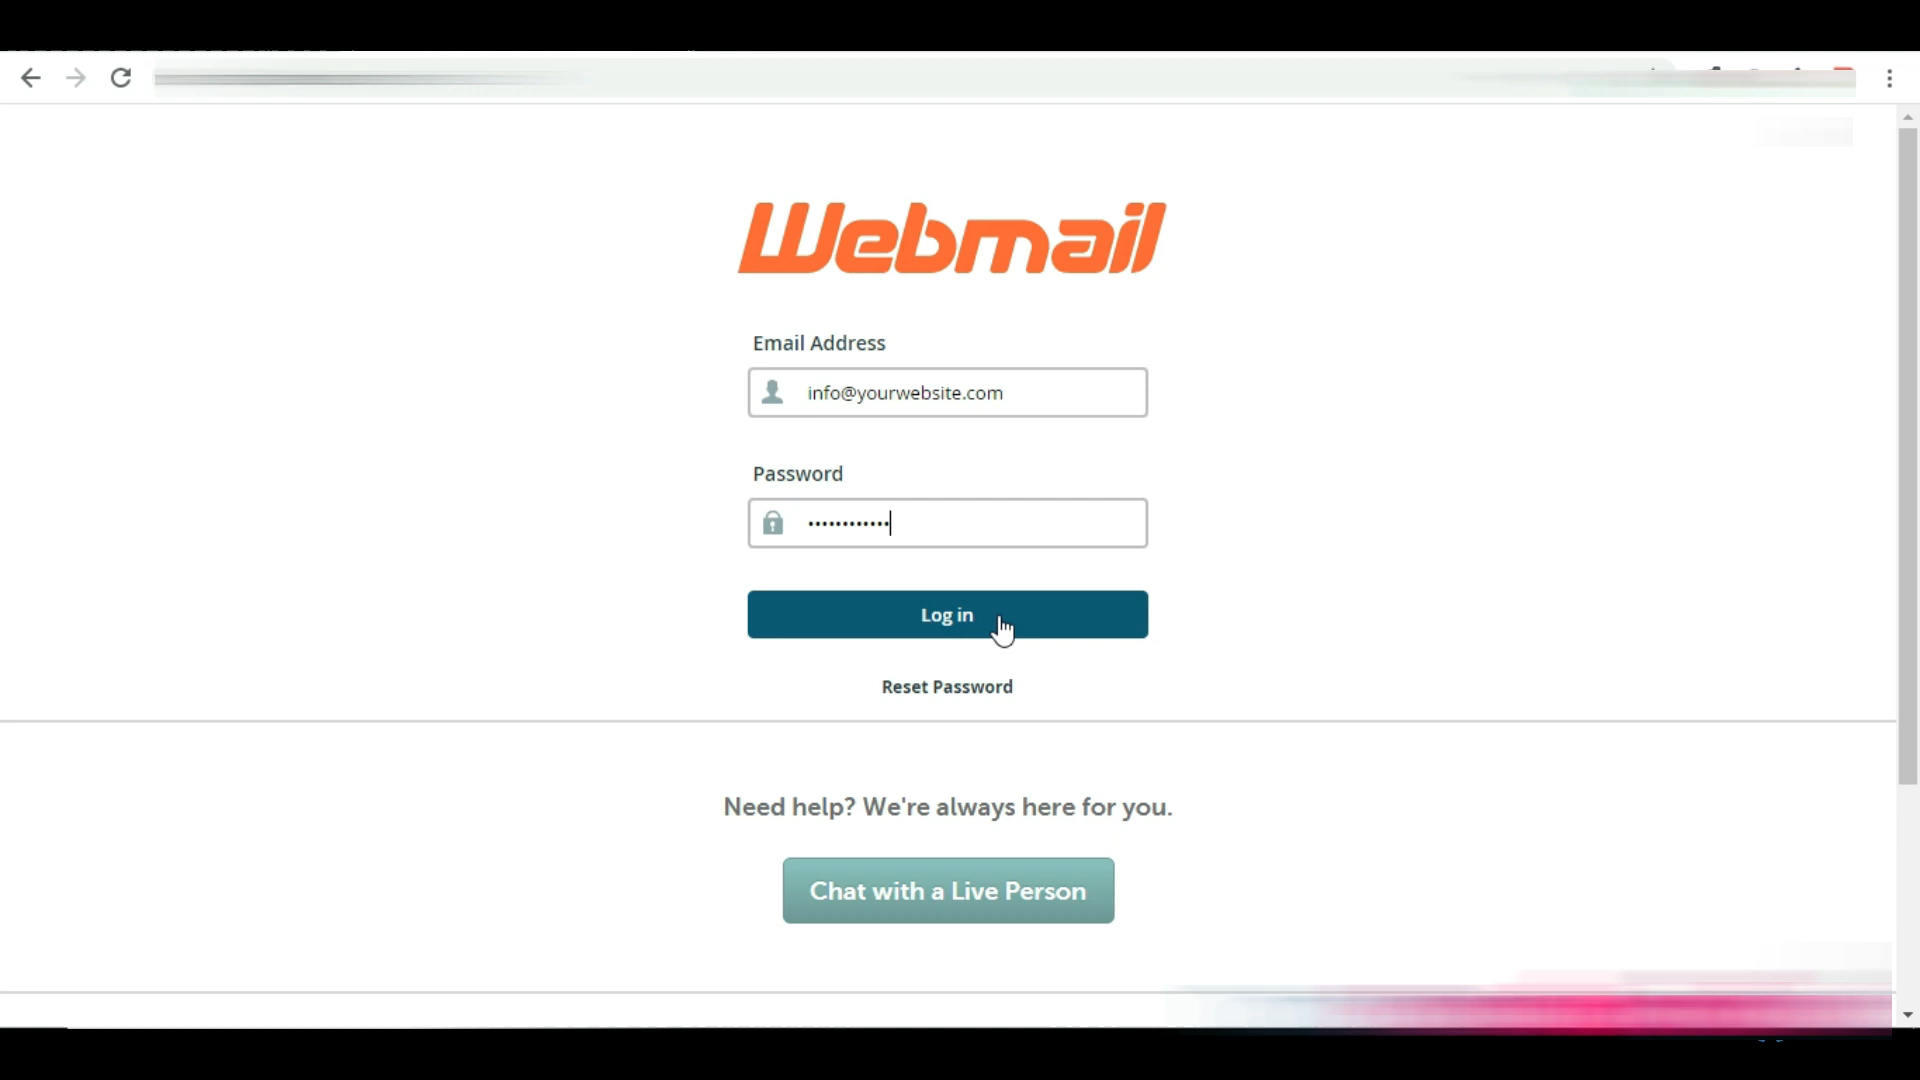 Webmail
Email Address
info@yourwebsite.com
Password
••••••••••••
Log in
Reset Password
Need help? We're always here for you.
Chat with a Live Person